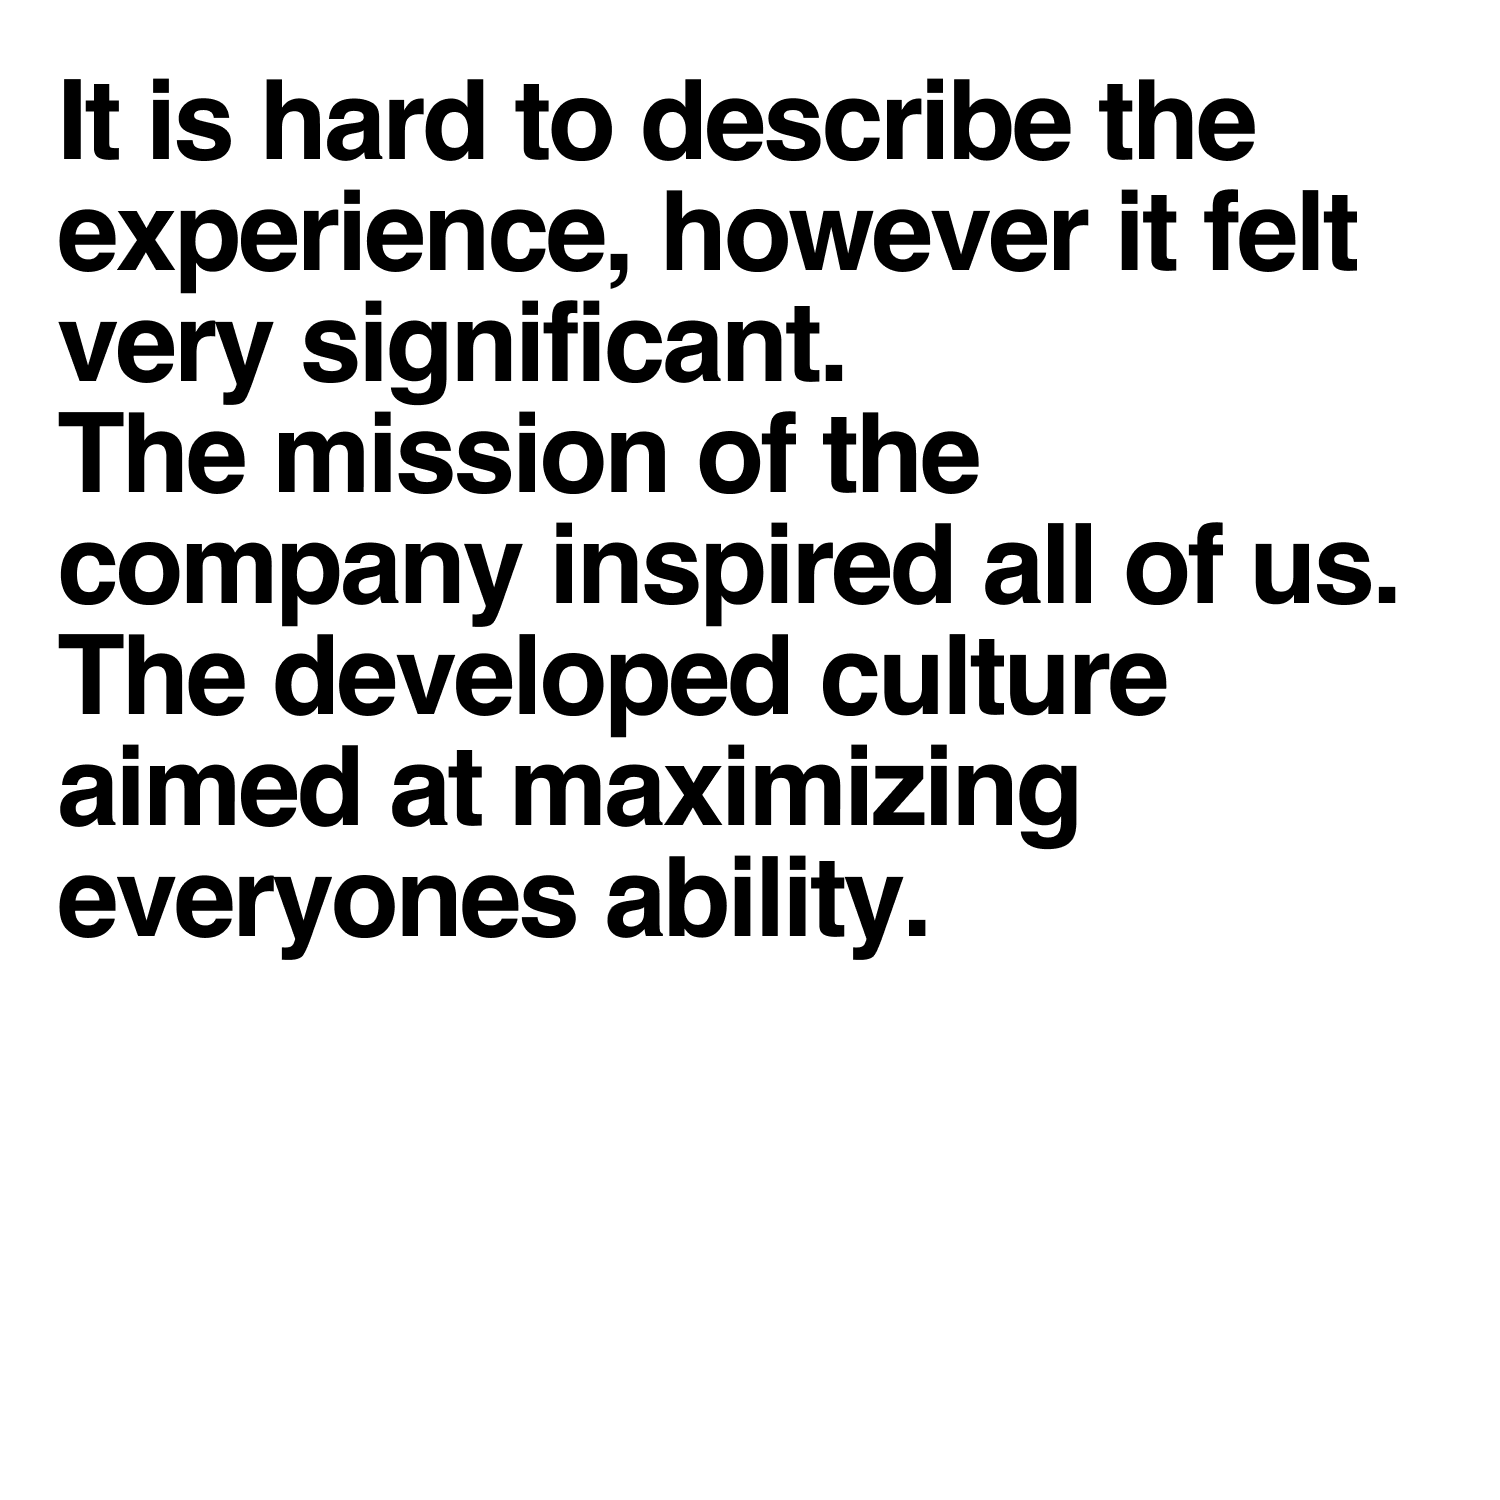 It is hard to describe the
experience, however it felt
very significant.
The mission of the
company inspired all of us.
The developed culture
aimed at maximizing
everyones ability.